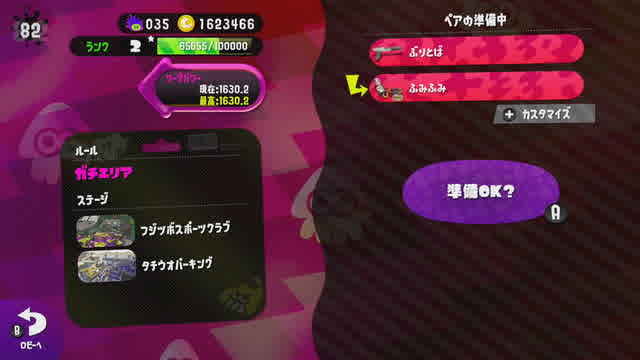 82
035
1623466
ランク 2★ 65655/100000
リーグパワー
現在:1630.2
最高:1630.2
ルール
ガチエリア
ステージ
フジツボスポーツクラブ
タチウオパーキング
B
ロビーへ
ペアの準備中
ぷりとぱ
ふみふみ
+ カスタマイズ
準備OK?
A